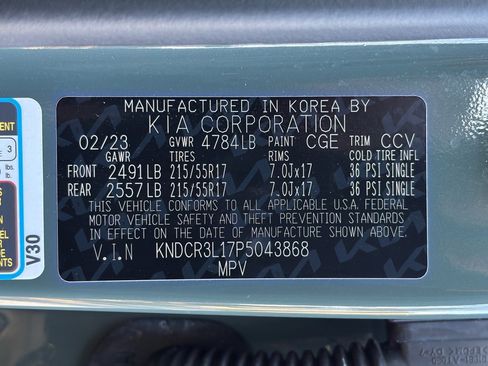 MANUFACTURED IN KOREA BY
KIA CORPORATION
02/23 GVWR 4784LB PAINT CGE TRIM CCV
GAWR TIRES RIMS COLD TIRE INFL
FRONT 2491LB 215/55R17 7.0Jx17 36 PSI SINGLE
REAR 2557LB 215/55R17 7.0Jx17 36 PSI SINGLE
THIS VEHICLE CONFORMS TO ALL APPLICABLE U.S.A. FEDERAL
MOTOR VEHICLE SAFETY AND THEFT PREVENTION STANDARDS
IN EFFECT ON THE DATE OF MANUFACTURE SHOWN ABOVE.
V.I.N KNDCR3L17P5043868
MPV
V30
3